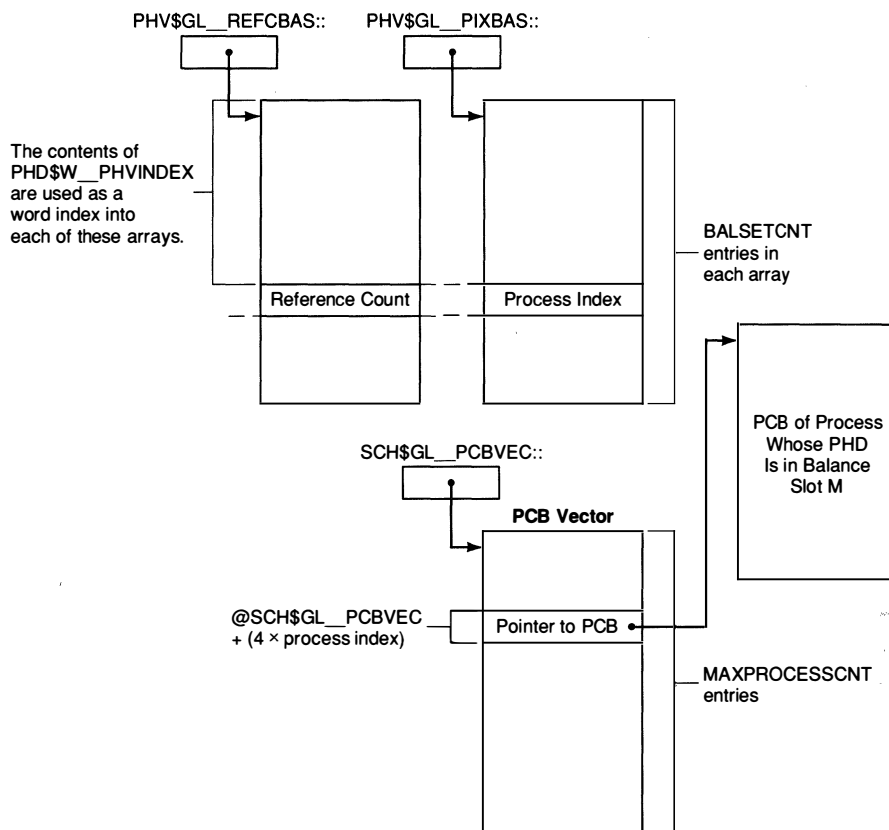 PHV$GL__REFCBAS::
PHV$GL__PIXBAS::
The contents of
PHD$W__PHVINDEX
are used as a
word index into
each of these arrays.
Reference Count
Process Index
BALSETCNT
entries in
each array
PCB of Process
Whose PHD
Is in Balance
Slot M
SCH$GL__PCBVEC::
PCB Vector
@SCH$GL__PCBVEC
+ (4 × process index)
Pointer to PCB
MAXPROCESSCNT
entries